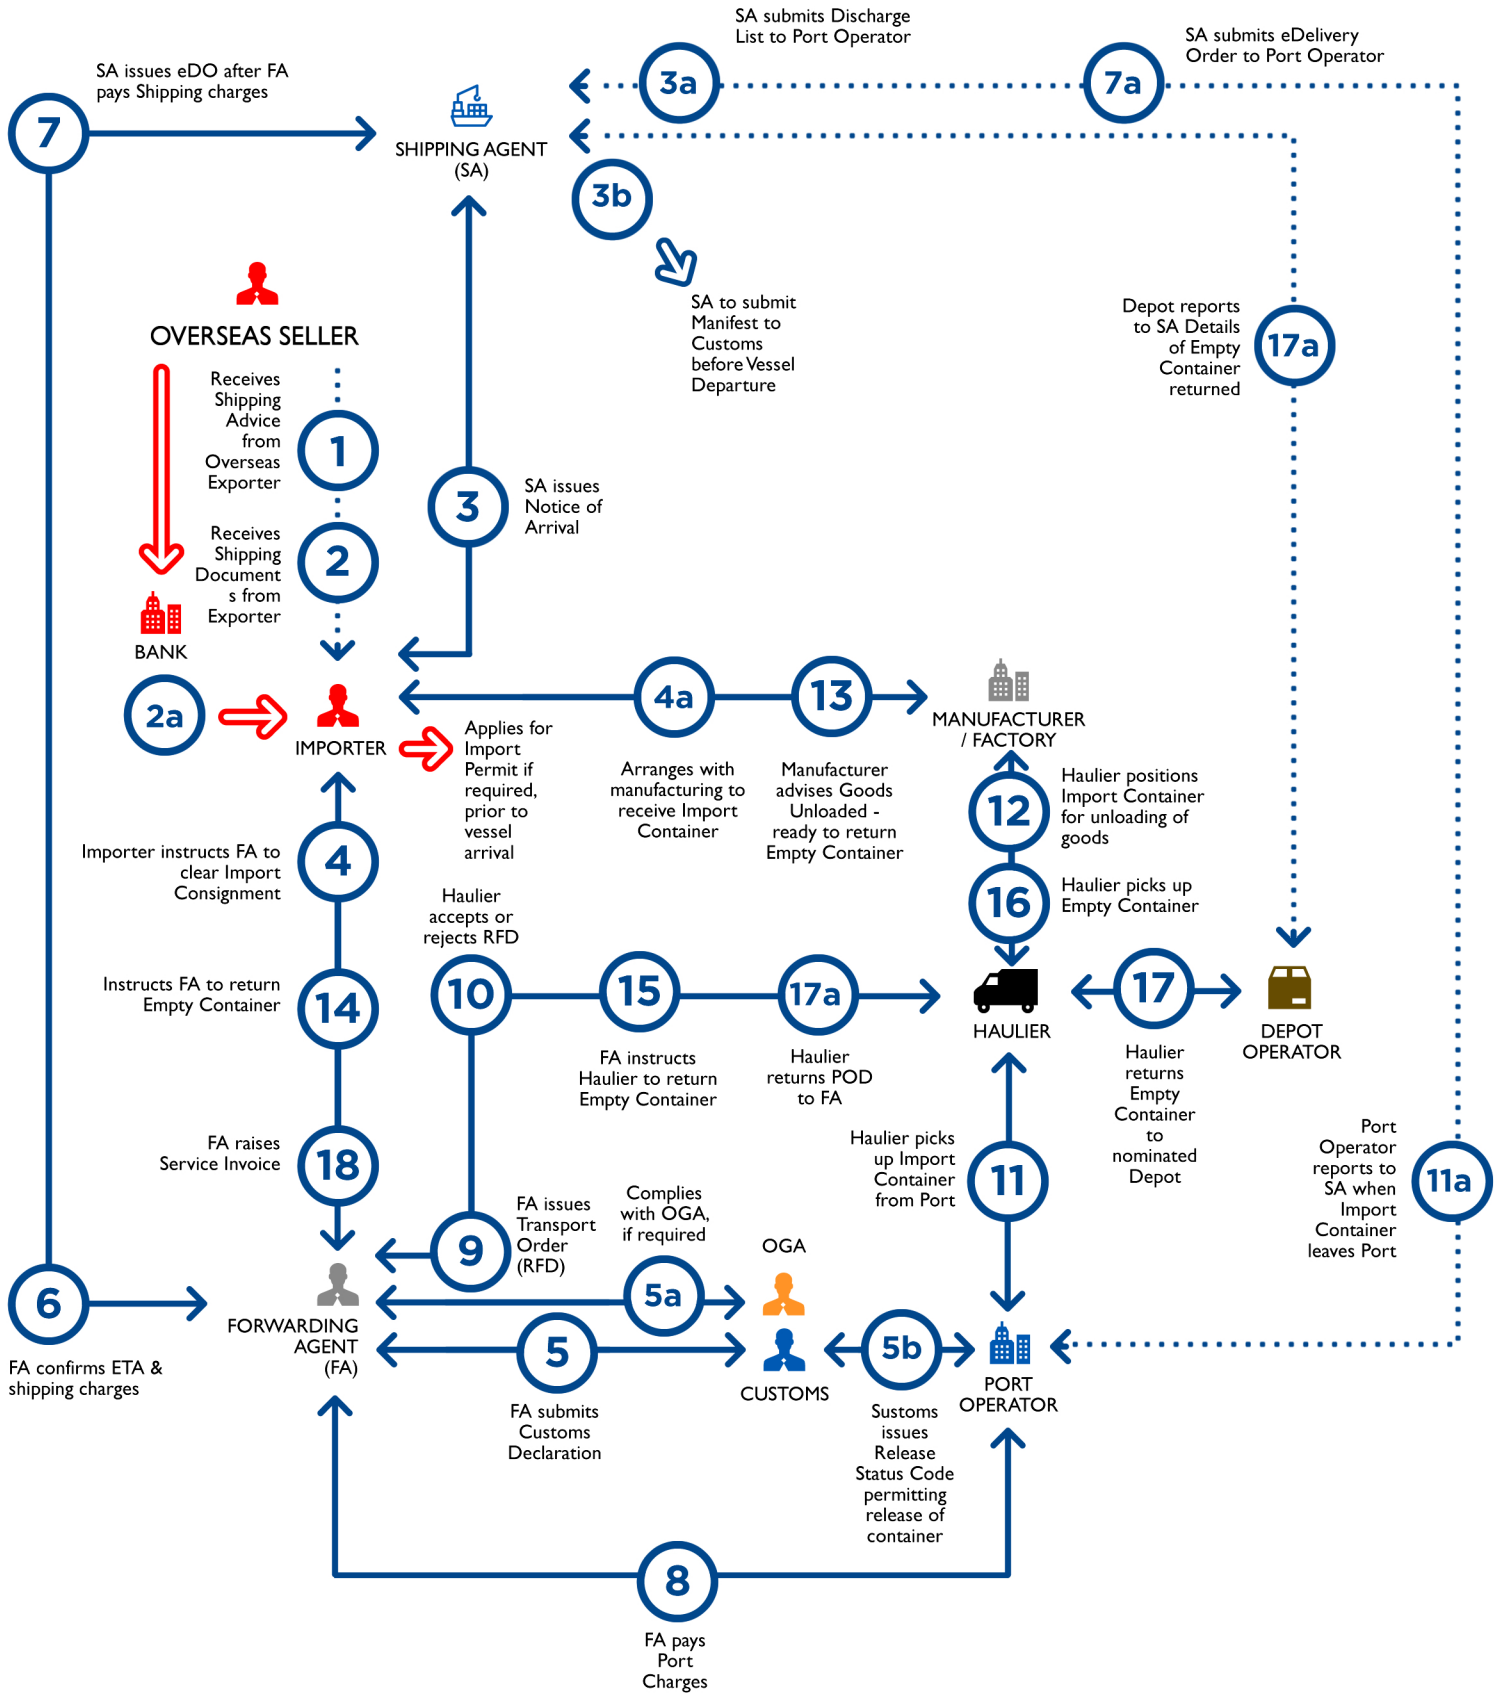 SA submits Discharge
List to Port Operator
3a
SA submits eDelivery
Order to Port Operator
7a
SA issues eDO after FA
pays Shipping charges
7
SHIPPING AGENT
(SA)
3b
SA to submit
Manifest to
Customs
before Vessel
Departure
Depot reports
to SA Details
of Empty
Container
returned
17a
OVERSEAS SELLER
Receives
Shipping
Advice
from
Overseas
Exporter
1
Receives
Shipping
Document
s from
Exporter
2
3
SA issues
Notice of
Arrival
BANK
2a
IMPORTER
Applies for
Import
Permit if
required,
prior to
vessel
arrival
4a
Arranges with
manufacturing to
receive Import
Container
13
Manufacturer
advises Goods
Unloaded -
ready to return
Empty Container
MANUFACTURER
/ FACTORY
12
Haulier positions
Import Container
for unloading of
goods
16
Haulier picks up
Empty Container
Importer instructs FA to
clear Import
Consignment
4
Haulier
accepts or
rejects RFD
10
15
FA instructs
Haulier to return
Empty Container
17a
Haulier
returns POD
to FA
HAULIER
17
Haulier
returns
Empty
Container
to
nominated
Depot
DEPOT
OPERATOR
Instructs FA to return
Empty Container
14
FA raises
Service Invoice
18
Haulier picks
up Import
Container
from Port
11
Port
Operator
reports to
SA when
Import
Container
leaves Port
11a
9
FA issues
Transport
Order
(RFD)
Complies
with OGA,
if required
5a
OGA
6
FA confirms ETA &
shipping charges
FORWARDING
AGENT
(FA)
5
FA submits
Customs
Declaration
CUSTOMS
5b
Sustoms
issues
Release
Status Code
permitting
release of
container
PORT
OPERATOR
8
FA pays
Port
Charges